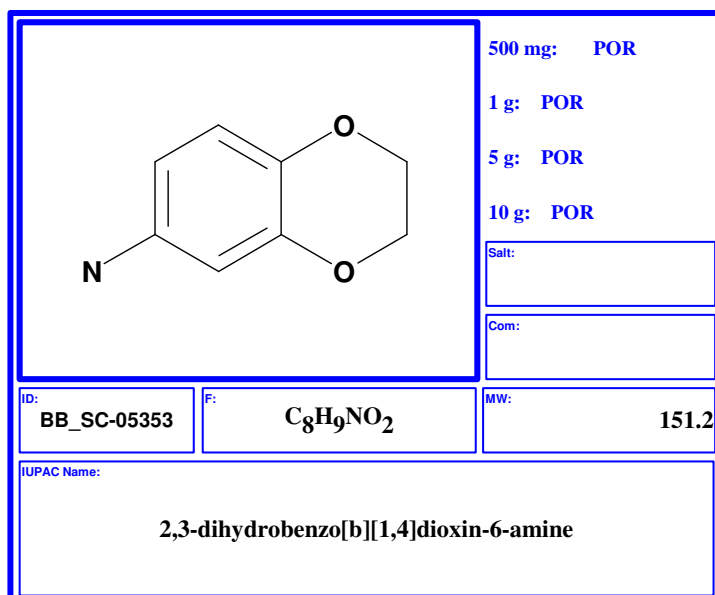 O
O
N
500 mg: POR
1 g: POR
5 g: POR
10 g: POR
Salt:
Com:
ID:
BB_SC-05353
F:
C8H9NO2
MW:
151.2
IUPAC Name:
2,3-dihydrobenzo[b][1,4]dioxin-6-amine